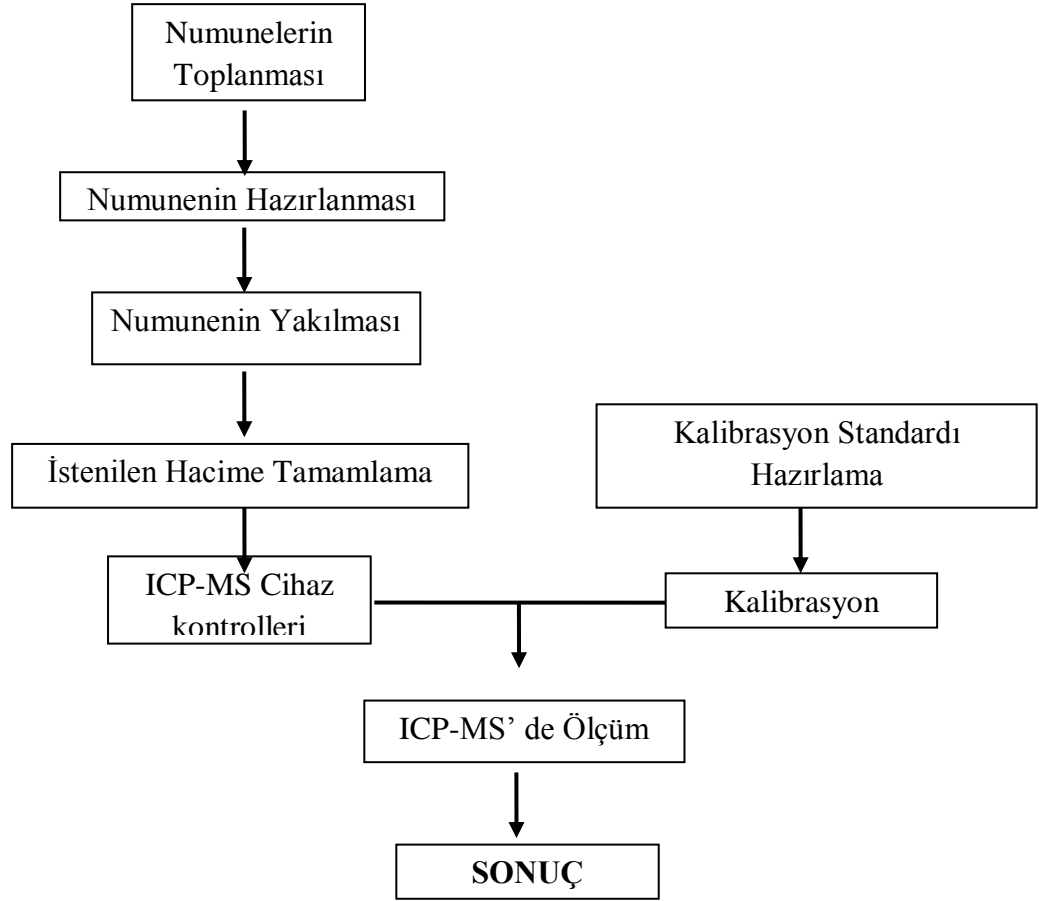 Numunelerin
Toplanması
Numunenin Hazırlanması
Numunenin Yakılması
İstenilen Hacime Tamamlama
Kalibrasyon Standardı
Hazırlama
ICP-MS Cihaz
kontrolleri
Kalibrasyon
ICP-MS’ de Ölçüm
SONUÇ